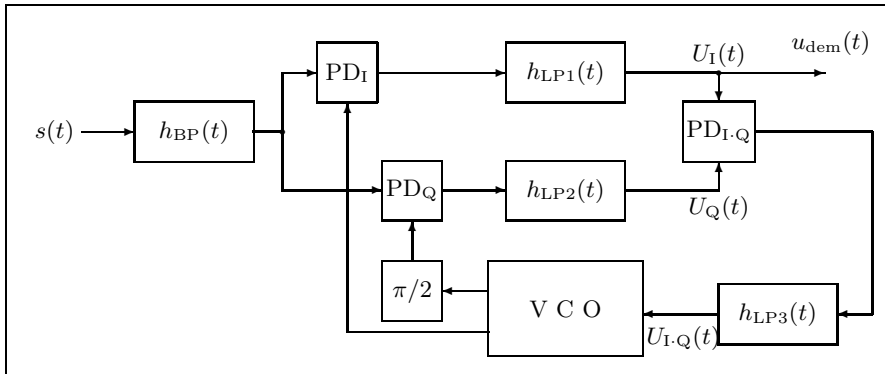 u_dem(t)
U_I(t)
PD_I
h_LP1(t)
s(t)
h_BP(t)
PD_I·Q
PD_Q
h_LP2(t)
U_Q(t)
π/2
V C O
h_LP3(t)
U_I·Q(t)